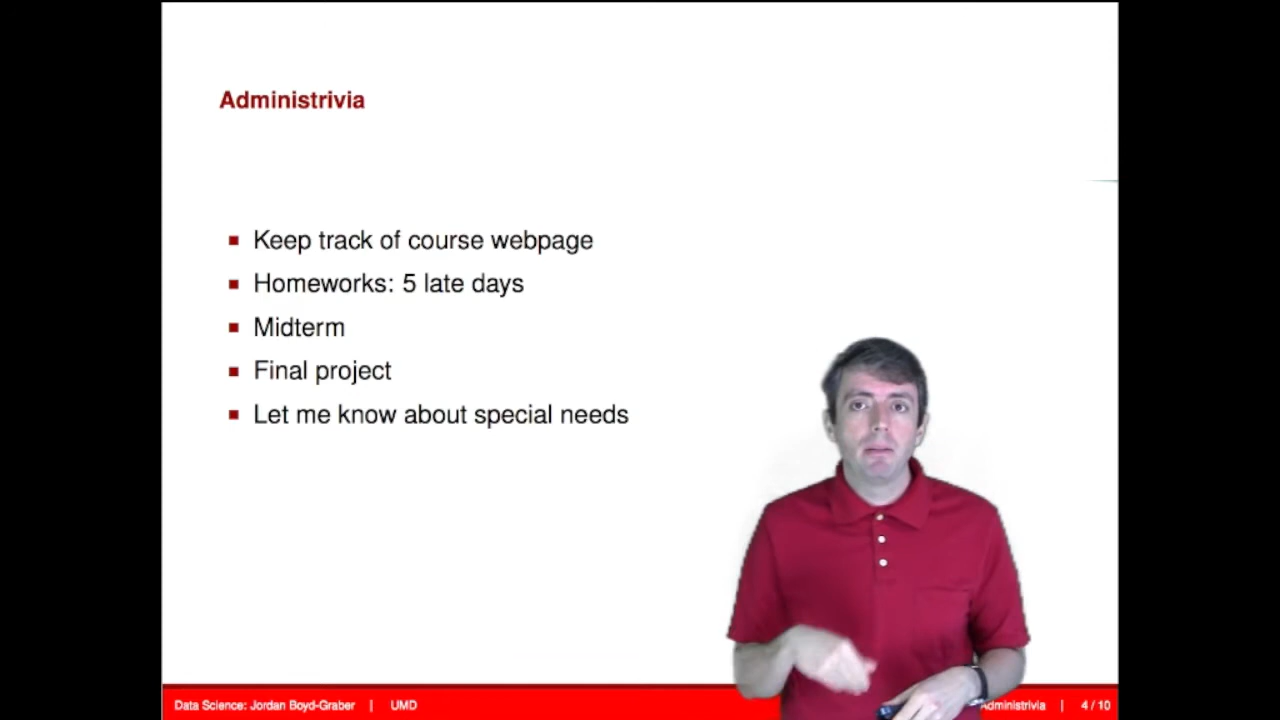 Administrivia
Keep track of course webpage
Homeworks: 5 late days
Midterm
Final project
Let me know about special needs
Data Science: Jordan Boyd-Graber | UMD
Administrivia | 4 / 10